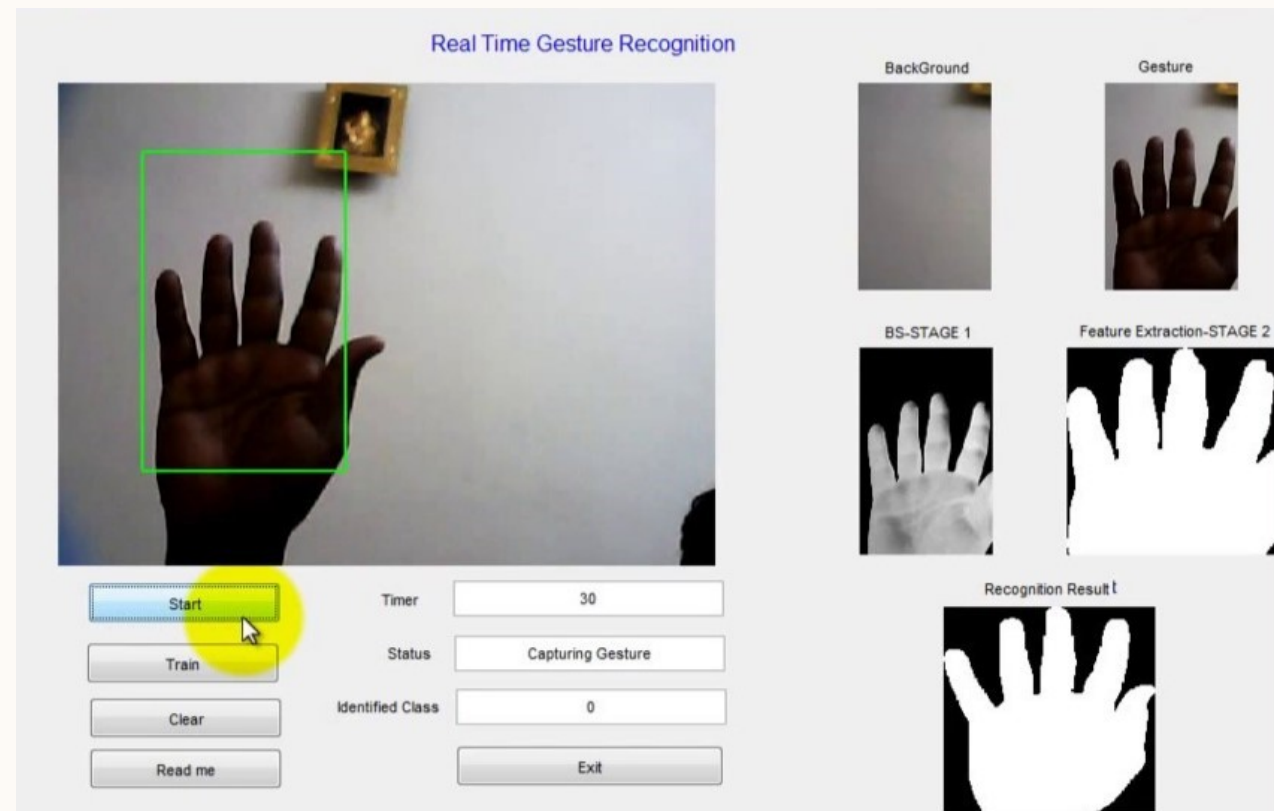 Real Time Gesture Recognition
BackGround
Gesture
BS-STAGE 1
Feature Extraction-STAGE 2
Start
Timer
30
Train
Status
Capturing Gesture
Clear
Identified Class
0
Read me
Exit
Recognition Result t